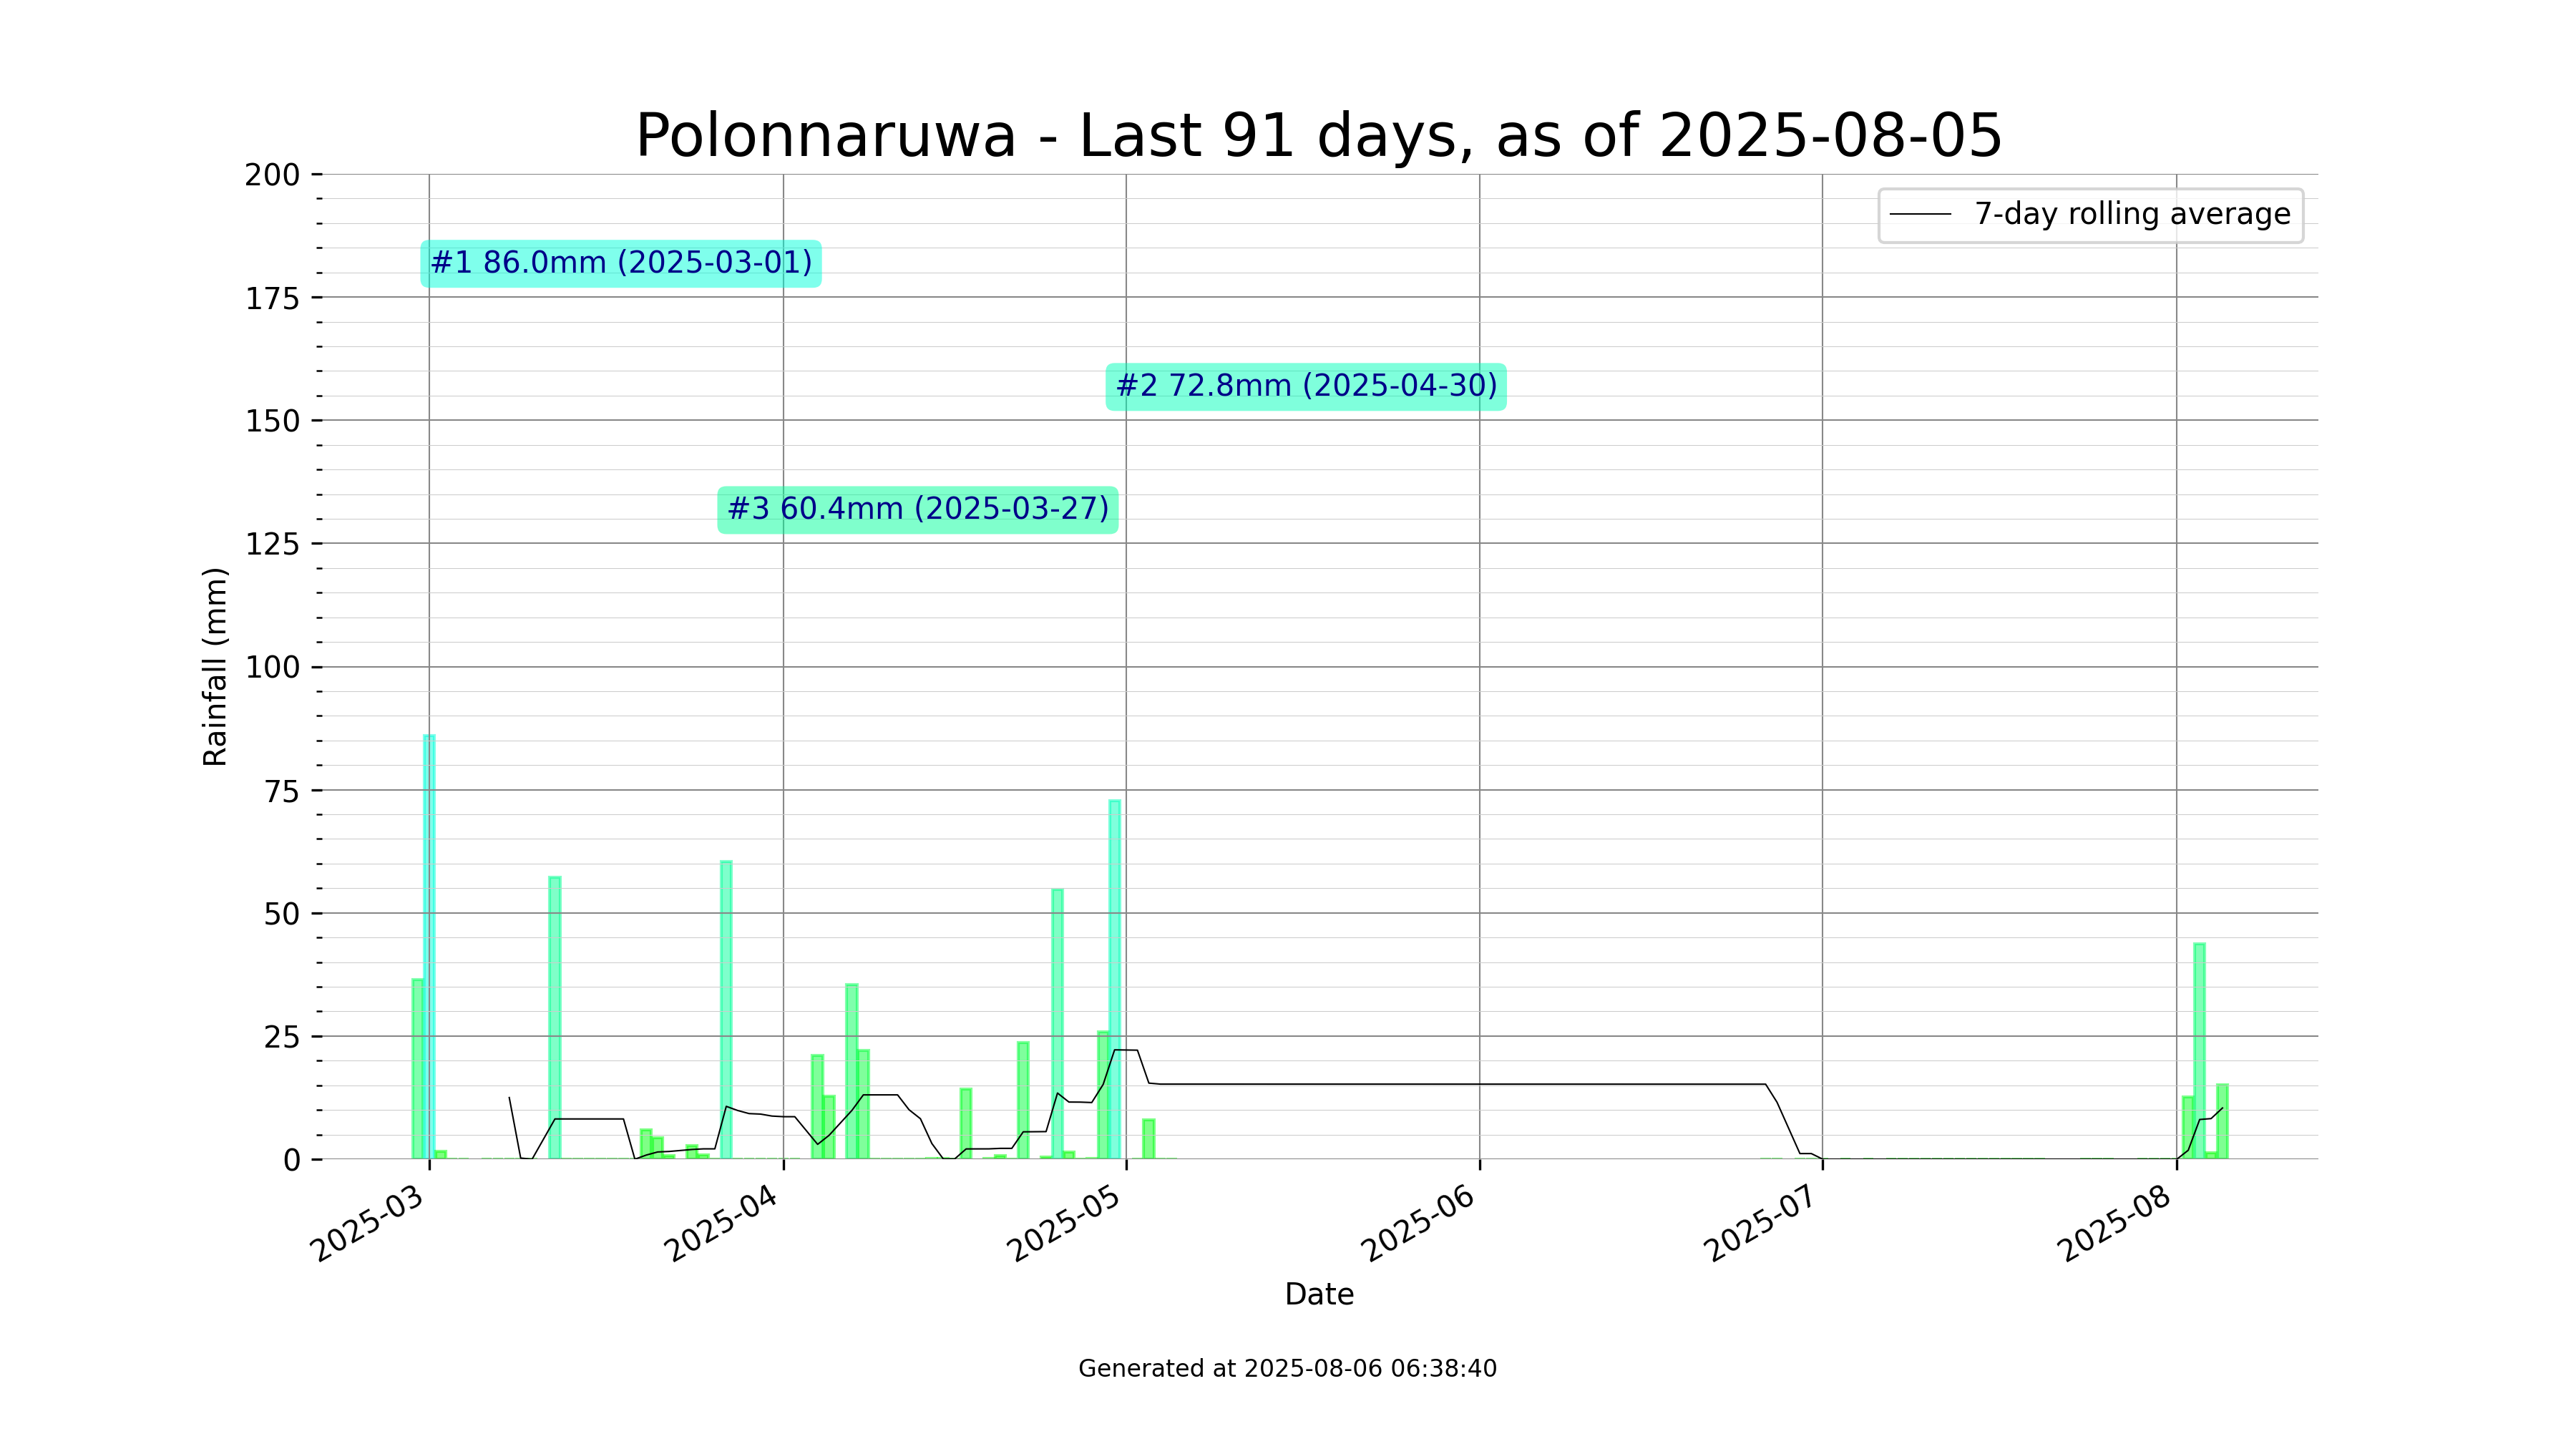 Polonnaruwa - Last 91 days, as of 2025-08-05
200
175
150
125
100
75
50
25
0
Rainfall (mm)
7-day rolling average
#1 86.0mm (2025-03-01)
#2 72.8mm (2025-04-30)
#3 60.4mm (2025-03-27)
2025-03
2025-04
2025-05
2025-06
2025-07
2025-08
Date
Generated at 2025-08-06 06:38:40